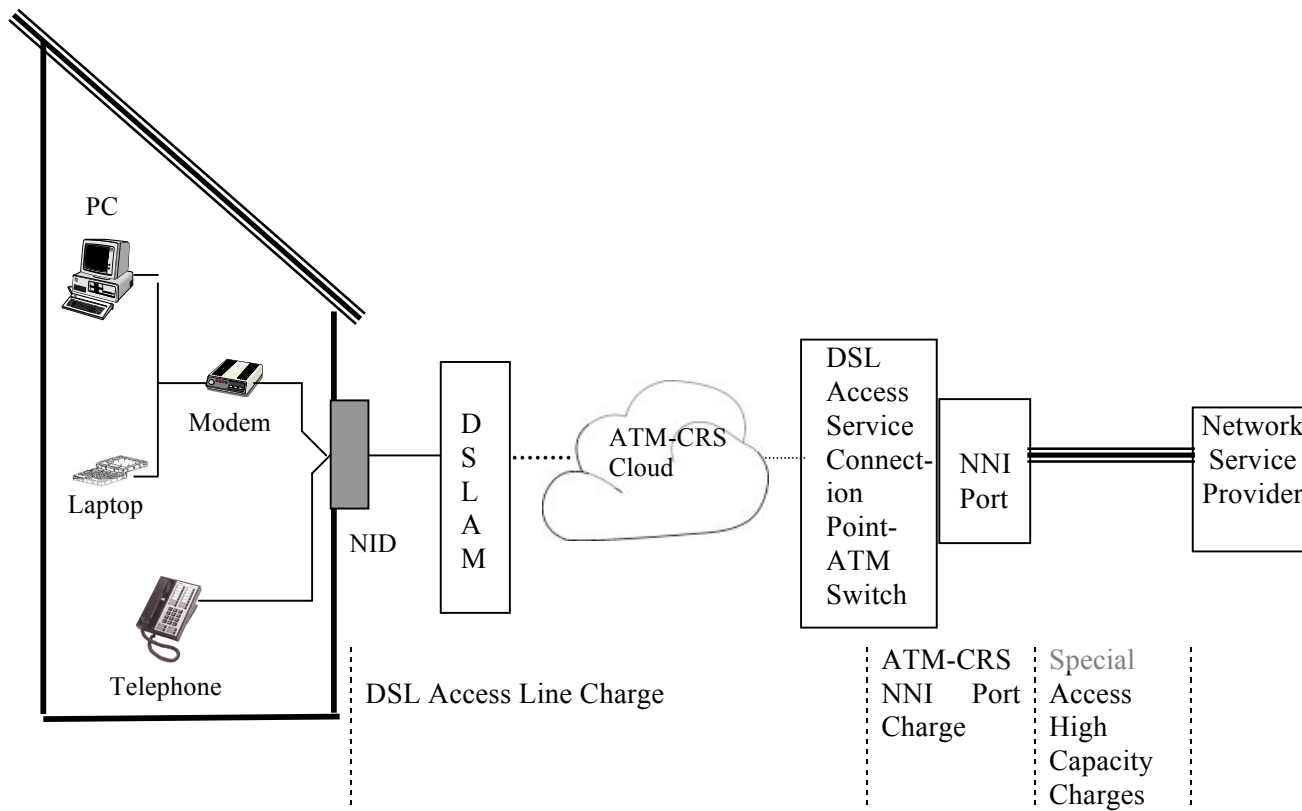 PC
Modem
Laptop
NID
Telephone
D
S
L
A
M
ATM-CRS
Cloud
DSL
Access
Service
Connect-
ion
Point-
ATM
Switch
NNI
Port
Network
Service
Provider
DSL Access Line Charge
ATM-CRS
NNI Port
Charge
Special
Access
High
Capacity
Charges